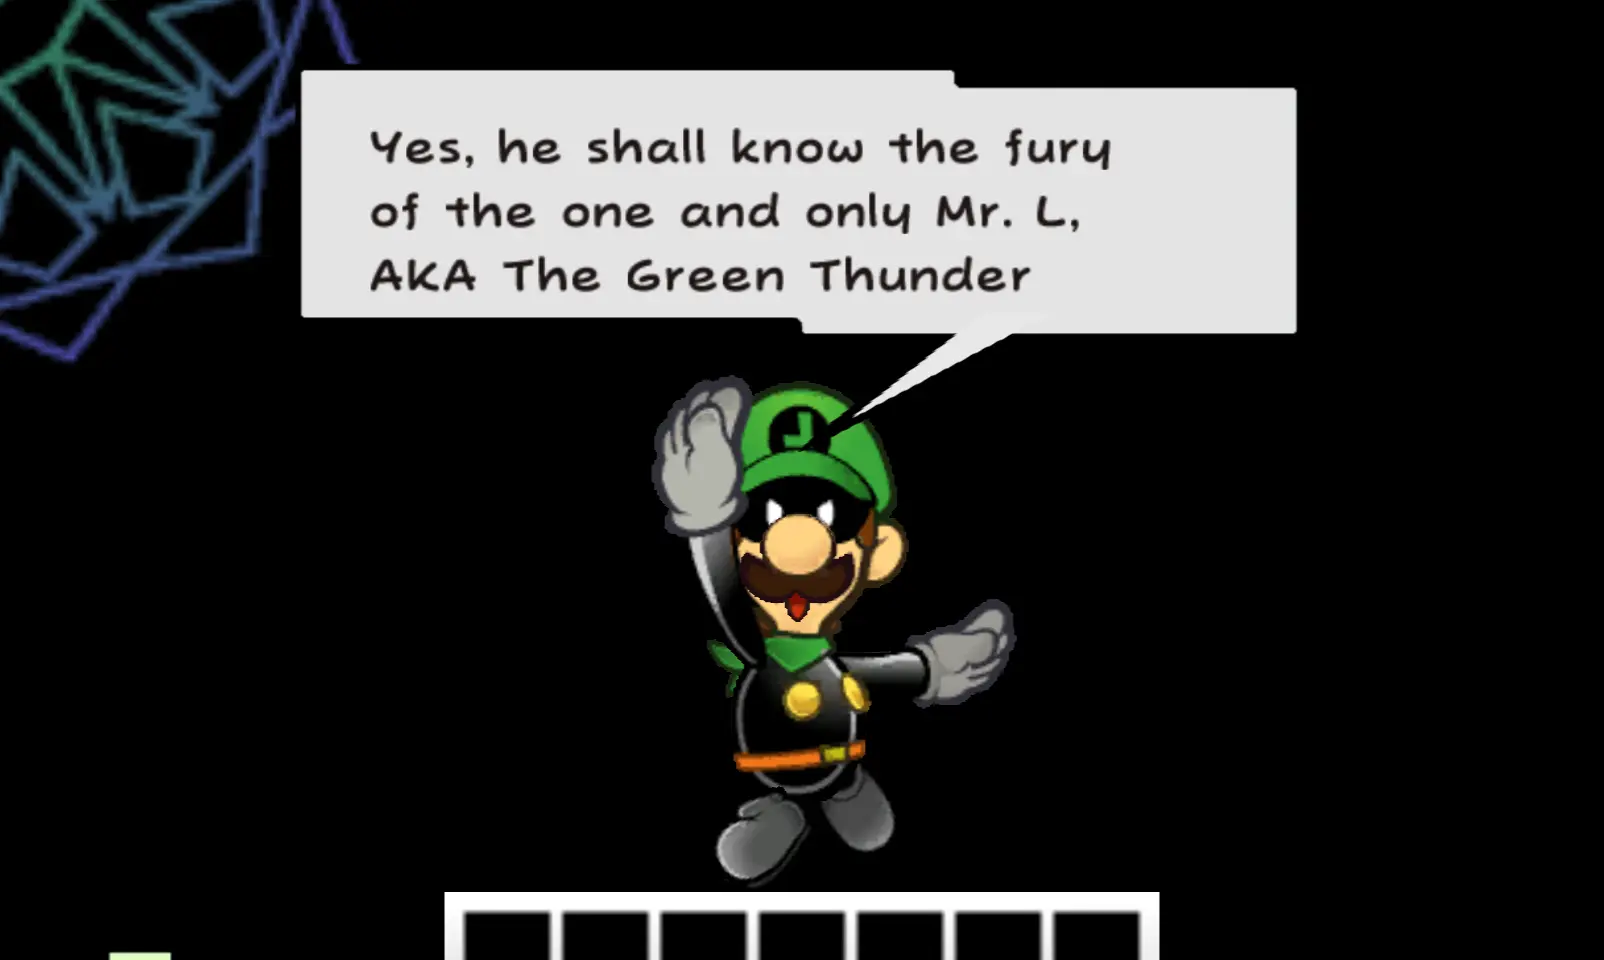 Yes, he shall know the fury
of the one and only Mr. L,
AKA The Green Thunder